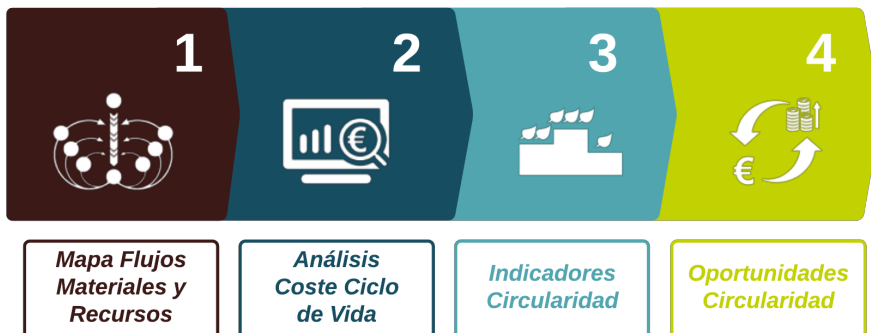 1
2
3
4
€
€
Mapa Flujos
Materiales y
Recursos
Análisis
Coste Ciclo
de Vida
Indicadores
Circularidad
Oportunidades
Circularidad